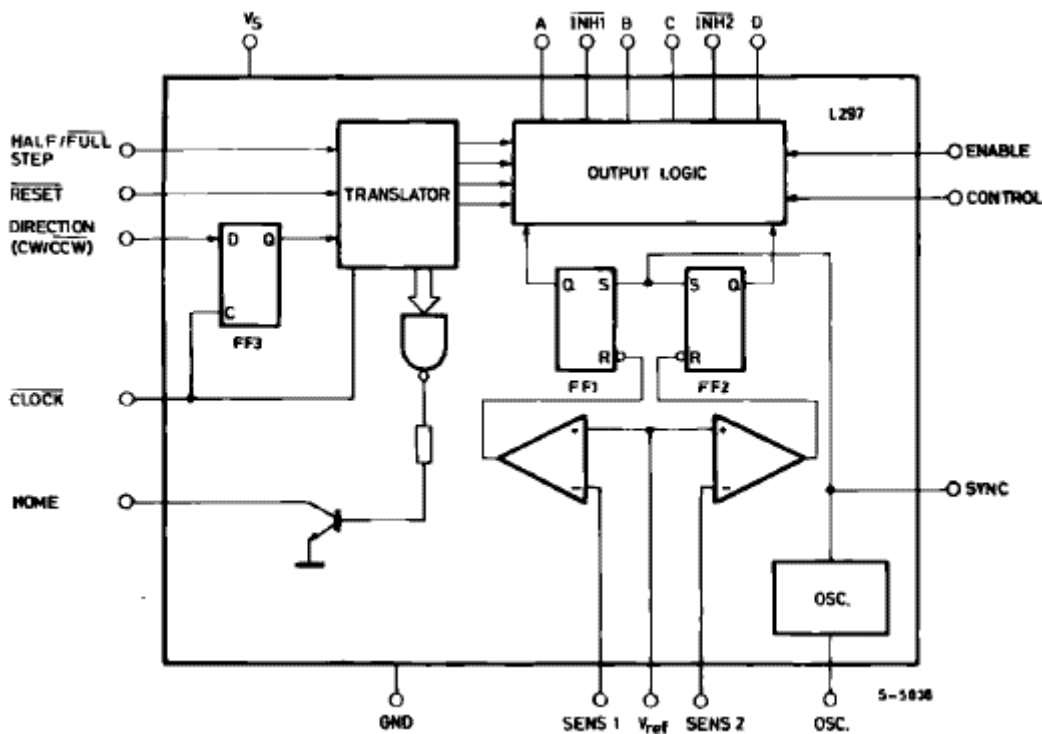 Vs
A INH1 B C INH2 D
L297
HALF/FULL
STEP
RESET
DIRECTION
(CW/CCW)
CLOCK
HOME
TRANSLATOR
OUTPUT LOGIC
ENABLE
CONTROL
D Q
C
FF3
Q S
R
FF1
S Q
R
FF2
+
-
+
-
SYNC
OSC.
S-5838
GND
SENS 1
Vref
SENS 2
OSC.